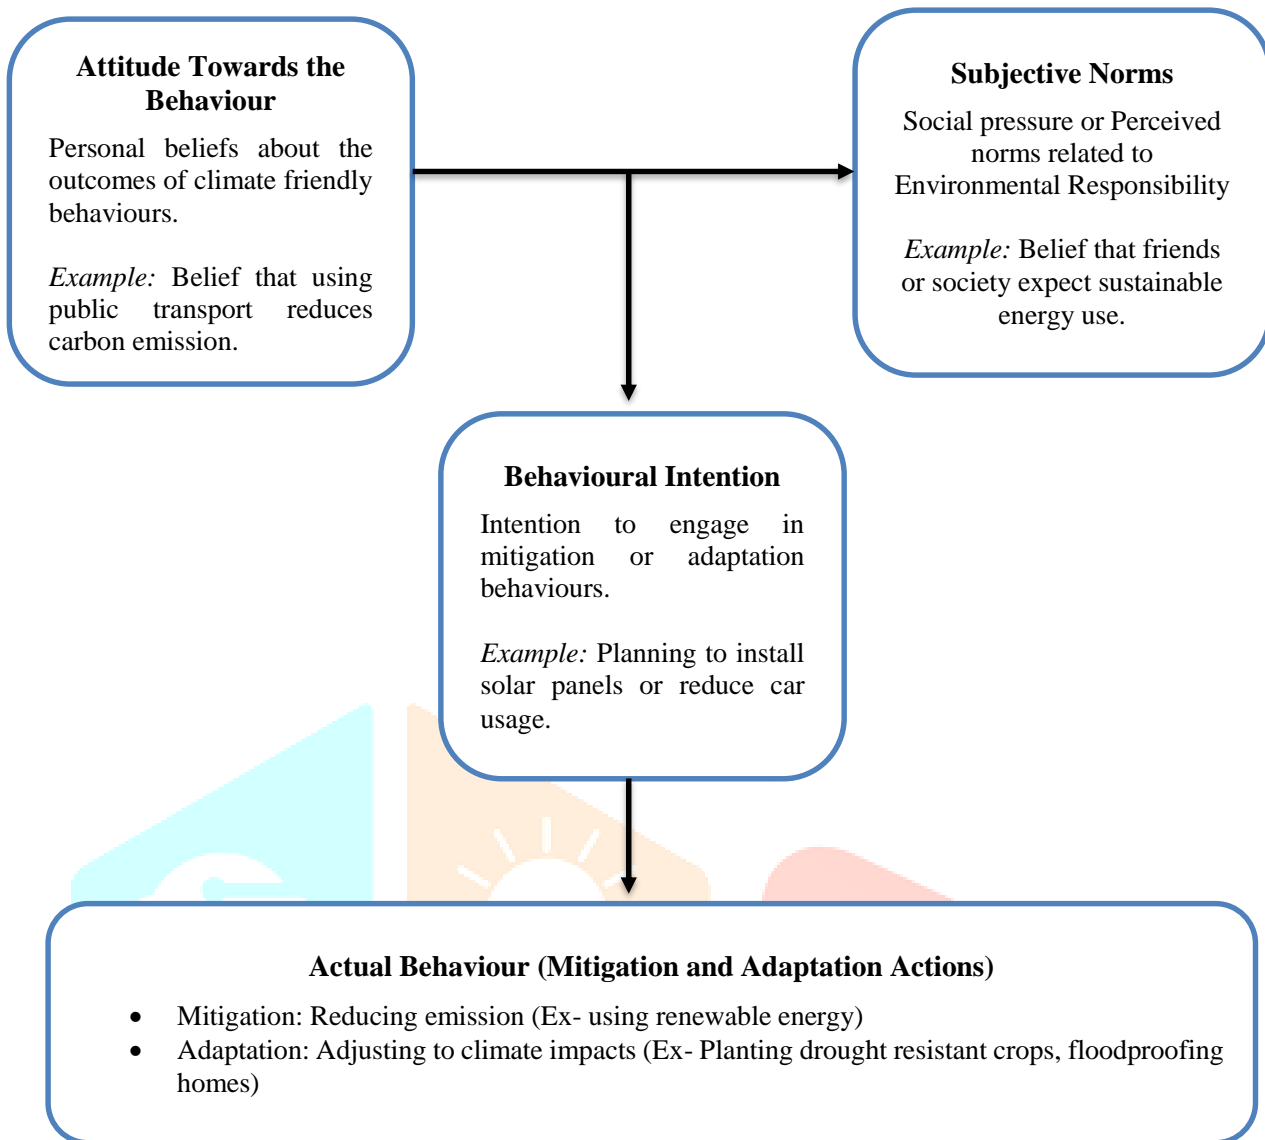 Attitude Towards the
Behaviour
Personal beliefs about the
outcomes of climate friendly
behaviours.
Example: Belief that using
public transport reduces
carbon emission.
Subjective Norms
Social pressure or Perceived
norms related to
Environmental Responsibility
Example: Belief that friends
or society expect sustainable
energy use.
Behavioural Intention
Intention to engage in
mitigation or adaptation
behaviours.
Example: Planning to install
solar panels or reduce car
usage.
Actual Behaviour (Mitigation and Adaptation Actions)
• Mitigation: Reducing emission (Ex- using renewable energy)
• Adaptation: Adjusting to climate impacts (Ex- Planting drought resistant crops, floodproofing
homes)